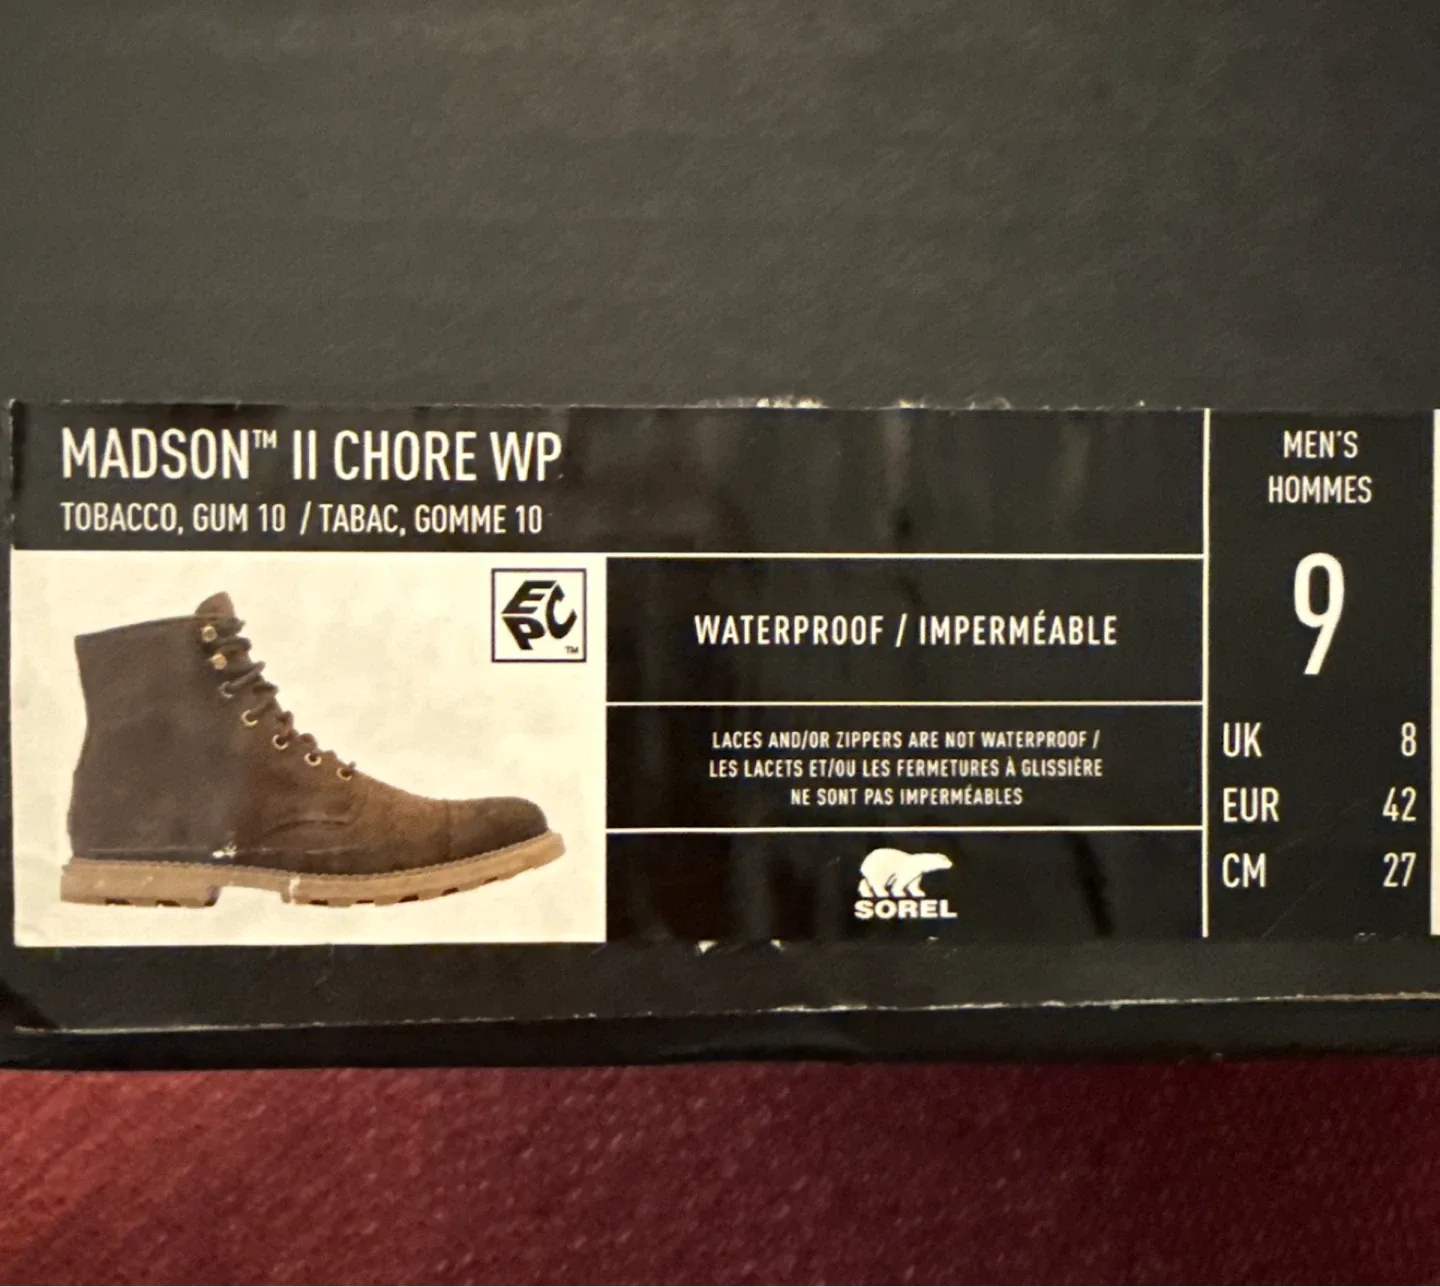 MADSON™ II CHORE WP
TOBACCO, GUM 10 / TABAC, GOMME 10
EPC™
WATERPROOF / IMPERMÉABLE
LACES AND/OR ZIPPERS ARE NOT WATERPROOF /
LES LACETS ET/OU LES FERMETURES À GLISSIÈRE
NE SONT PAS IMPERMÉABLES
SOREL
MEN'S
HOMMES
9
UK 8
EUR 42
CM 27